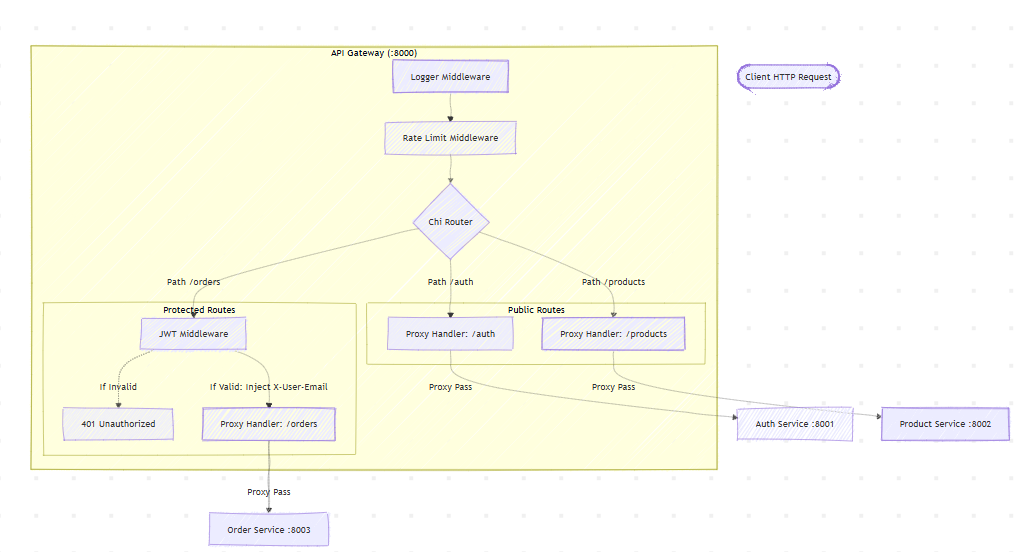 API Gateway (:8000)
Logger Middleware
Client HTTP Request
Rate Limit Middleware
Chi Router
Path /orders
Path /auth
Path /products
Protected Routes
Public Routes
JWT Middleware
Proxy Handler: /auth
Proxy Handler: /products
If Invalid
If Valid: Inject X-User-Email
Proxy Pass
Proxy Pass
401 Unauthorized
Proxy Handler: /orders
Auth Service :8001
Product Service :8002
Proxy Pass
Order Service :8003